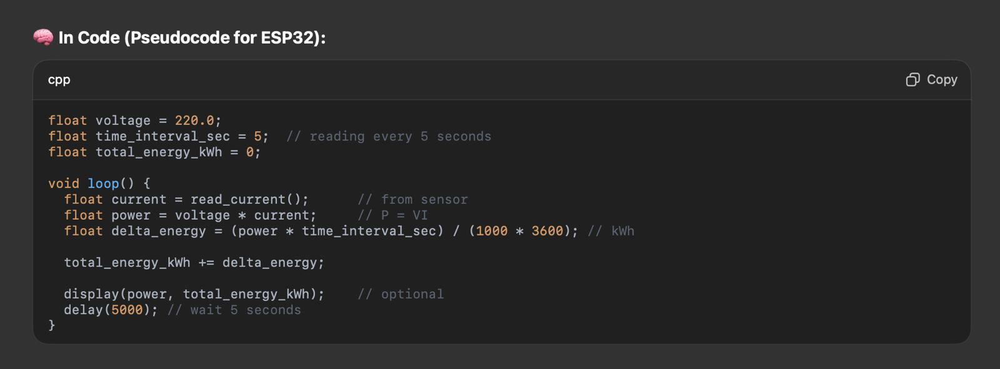 🧠 In Code (Pseudocode for ESP32):
cpp
Copy
float voltage = 220.0;
float time_interval_sec = 5;  // reading every 5 seconds
float total_energy_kWh = 0;

void loop() {
  float current = read_current();      // from sensor
  float power = voltage * current;     // P = VI
  float delta_energy = (power * time_interval_sec) / (1000 * 3600); // kWh

  total_energy_kWh += delta_energy;

  display(power, total_energy_kWh);    // optional
  delay(5000); // wait 5 seconds
}